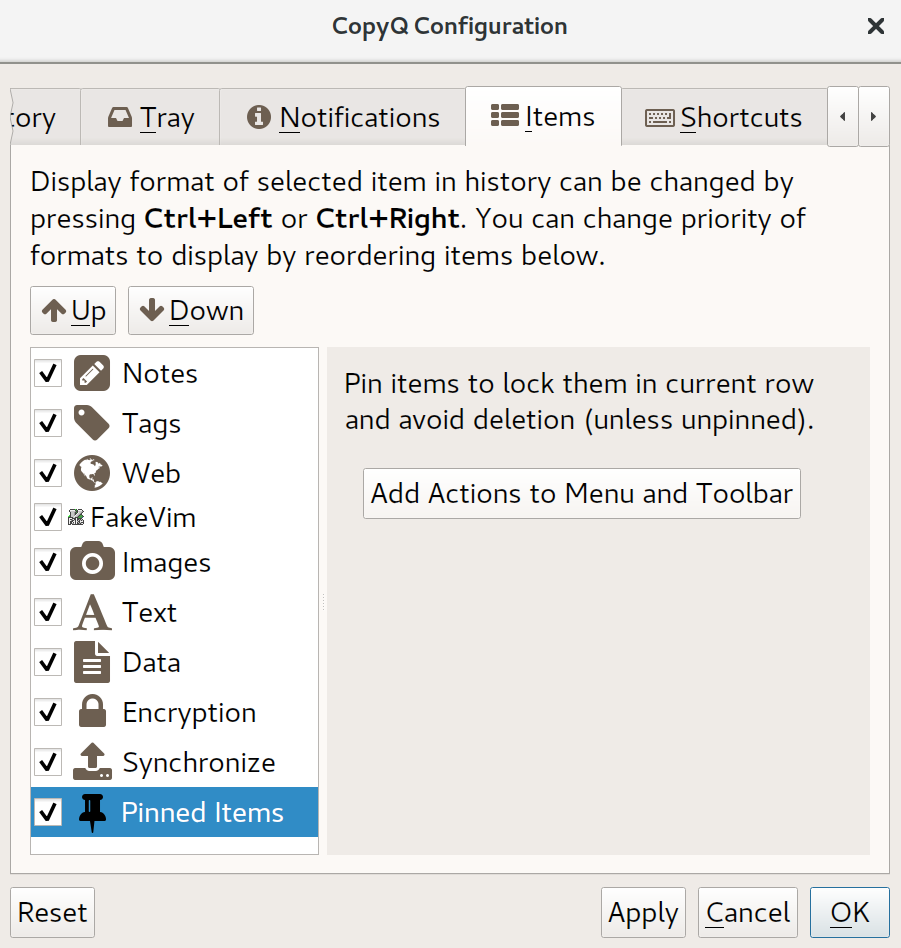 CopyQ Configuration
Tray
Notifications
Items
Shortcuts
Display format of selected item in history can be changed by
pressing Ctrl+Left or Ctrl+Right. You can change priority of
formats to display by reordering items below.
Up
Down
Notes
Tags
Web
FakeVim
Images
Text
Data
Encryption
Synchronize
Pinned Items
Pin items to lock them in current row
and avoid deletion (unless unpinned).
Add Actions to Menu and Toolbar
Reset
Apply
Cancel
OK